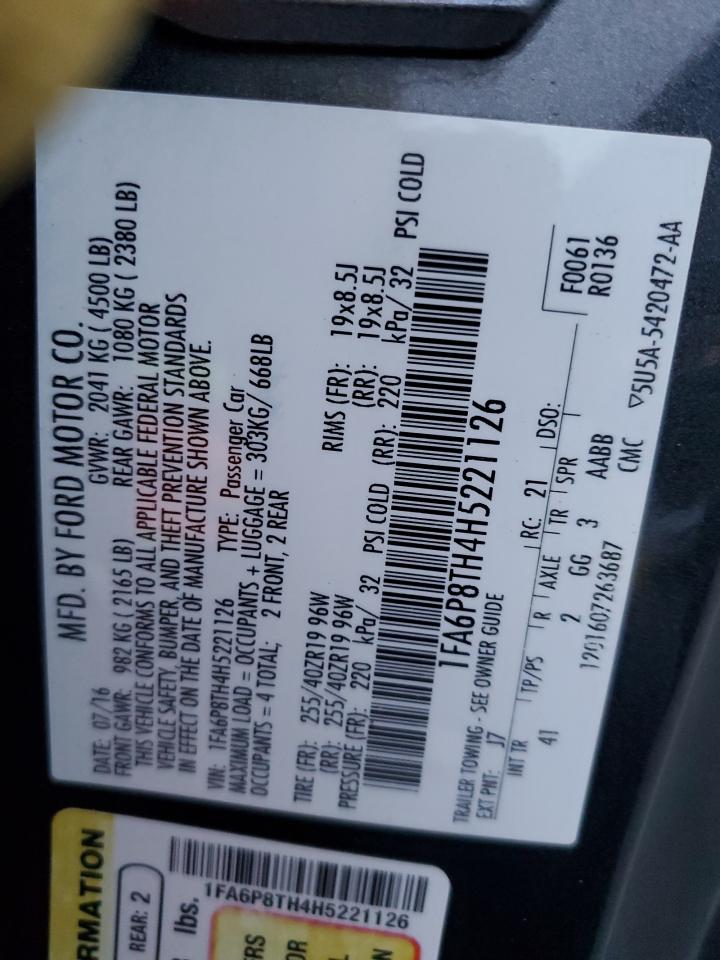 MFD. BY FORD MOTOR CO.
DATE: 07/16 GVWR: 2041 KG ( 4500 LB)
FRONT GAWR: 982 KG ( 2165 LB) REAR GAWR: 1080 KG ( 2380 LB)
THIS VEHICLE CONFORMS TO ALL APPLICABLE FEDERAL MOTOR
VEHICLE SAFETY, BUMPER, AND THEFT PREVENTION STANDARDS
IN EFFECT ON THE DATE OF MANUFACTURE SHOWN ABOVE.
VIN: 1FA6P8TH4H5221126 TYPE: Passenger Car
MAXIMUM LOAD = OCCUPANTS + LUGGAGE = 303KG/ 668LB
OCCUPANTS = 4 TOTAL: 2 FRONT, 2 REAR
TIRE (FR): 255/40ZR19 96W RIMS (FR): 19x8.5J
(RR): 255/40ZR19 96W (RR): 19x8.5J
PRESSURE (FR): 220 kPa/ 32 PSI COLD (RR): 220 kPa/ 32 PSI COLD
1FA6P8TH4H5221126
TRAILER TOWING - SEE OWNER GUIDE
EXT PNT: J7 RC: 21 DSO:
INT TR TP/PS R AXLE TR SPR
F0061
R0136
41 2 GG 3 AABB
CMC
1201607263687 ▽5U5A-5420472-AA
RMATION
REAR: 2
lbs.
1FA6P8TH4H5221126